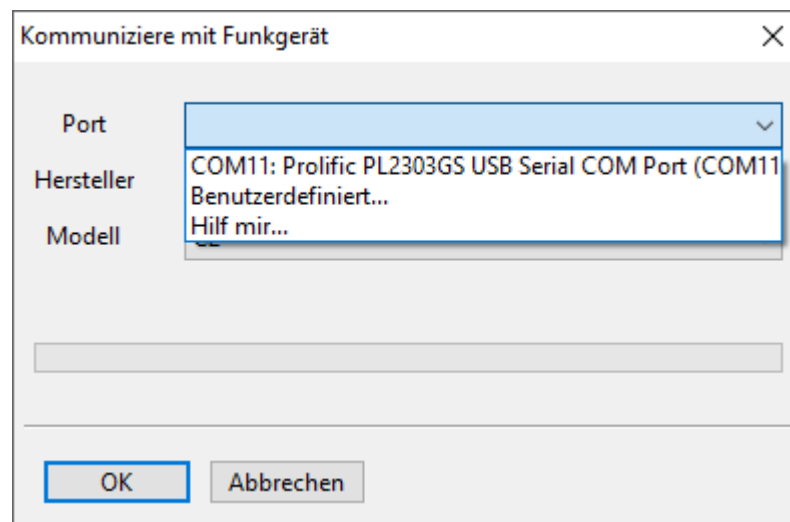 Kommuniziere mit Funkgerät
Port
COM11: Prolific PL2303GS USB Serial COM Port (COM11
Hersteller
Benutzerdefiniert...
Hilf mir...
Modell
OK
Abbrechen